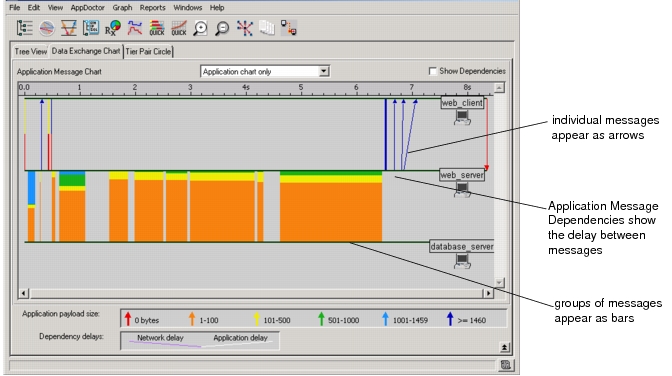 File Edit View AppDoctor Graph Reports Windows Help
QUICK QUICK
Tree View Data Exchange Chart Tier Pair Circle
Application Message Chart Application chart only Show Dependencies
0.0 1 2 3 4s 5 6 7 8s
web_client
individual messages
appear as arrows
web_server
Application Message
Dependencies show
the delay between
messages
database_server
groups of messages
appear as bars
Application payload size: 0 bytes 1-100 101-500 501-1000 1001-1459 >= 1460
Dependency delays: Network delay Application delay